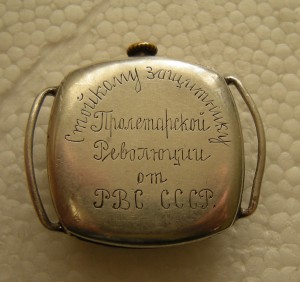 Стойкому защитнику
Пролетарской
Революции
от
РВС СССР.